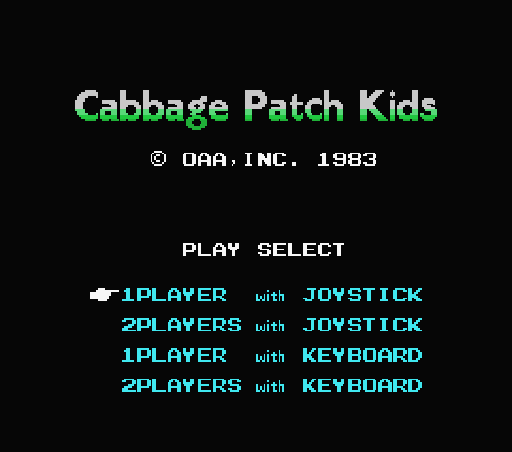 Cabbage Patch Kids
© OAA,INC. 1983
PLAY SELECT
1PLAYER with JOYSTICK
2PLAYERS with JOYSTICK
1PLAYER with KEYBOARD
2PLAYERS with KEYBOARD